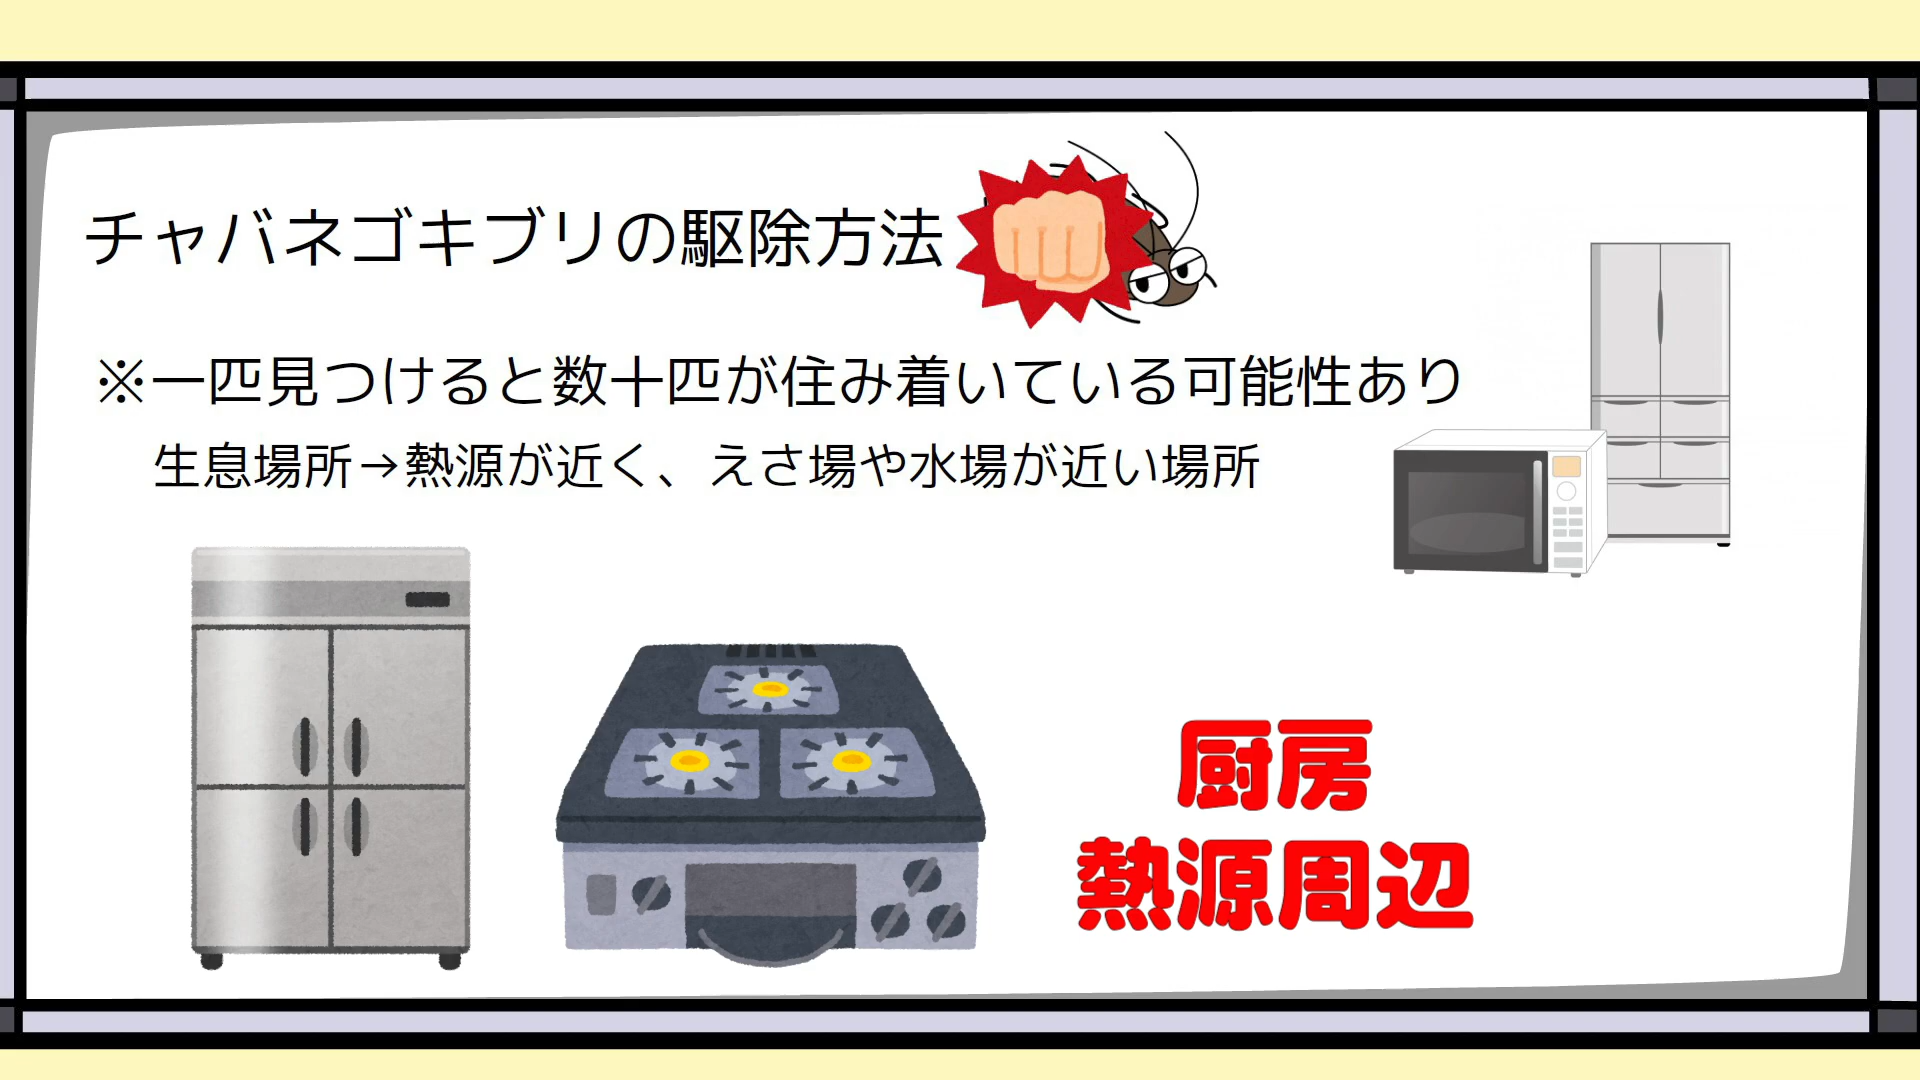 チャバネゴキブリの駆除方法
※一匹見つけると数十匹が住み着いている可能性あり
生息場所→熱源が近く、えさ場や水場が近い場所
厨房
熱源周辺